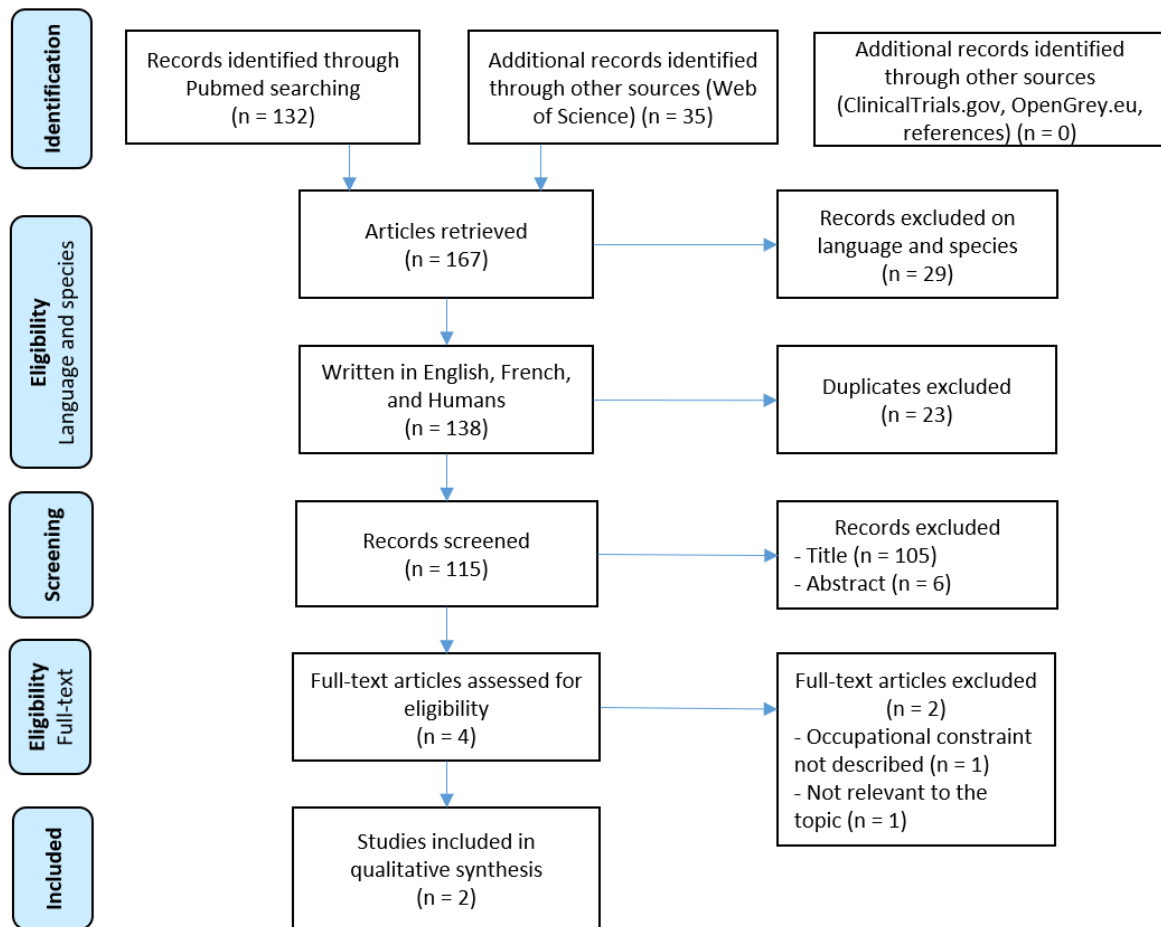 Identification
Records identified through
Pubmed searching
(n = 132)
Additional records identified
through other sources (Web
of Science) (n = 35)
Additional records identified
through other sources
(ClinicalTrials.gov, OpenGrey.eu,
references) (n = 0)
Eligibility
Language and species
Articles retrieved
(n = 167)
Records excluded on
language and species
(n = 29)
Written in English, French,
and Humans
(n = 138)
Duplicates excluded
(n = 23)
Screening
Records screened
(n = 115)
Records excluded
- Title (n = 105)
- Abstract (n = 6)
Eligibility
Full-text
Full-text articles assessed for
eligibility
(n = 4)
Full-text articles excluded
(n = 2)
- Occupational constraint
not described (n = 1)
- Not relevant to the
topic (n = 1)
Included
Studies included in
qualitative synthesis
(n = 2)